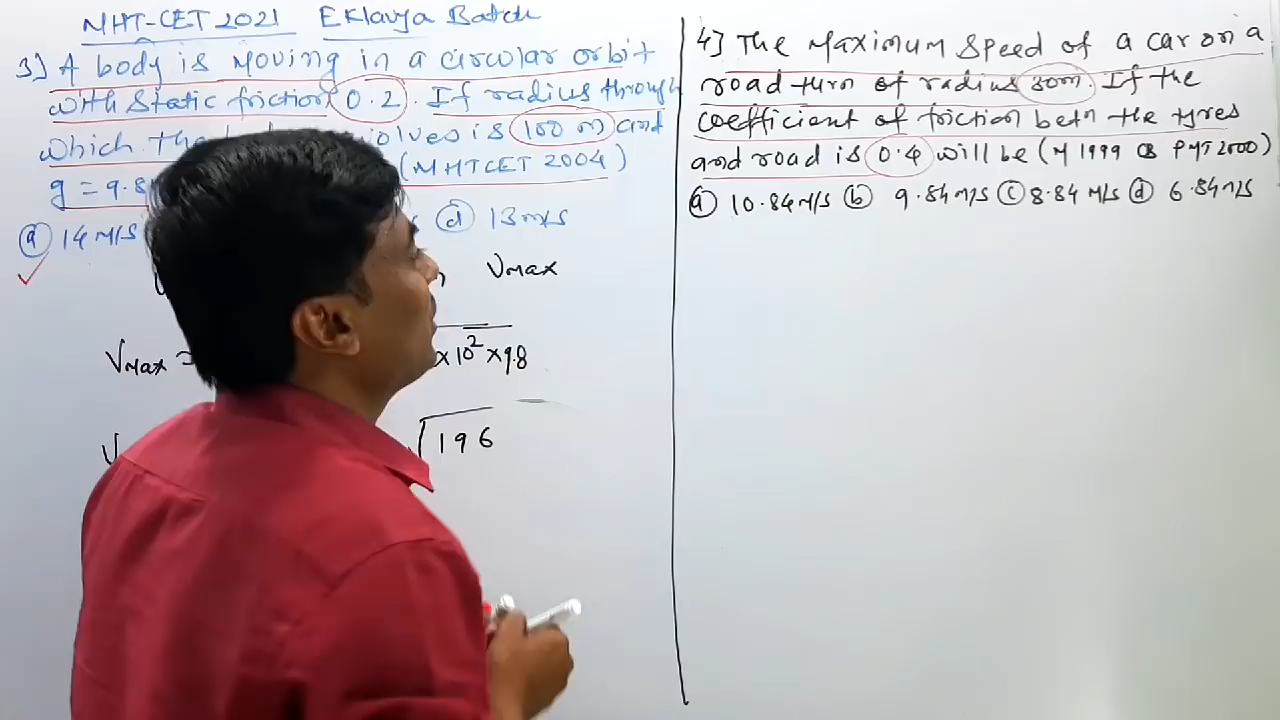 MHT-CET 2021 Eklavya Batch
3] A body is moving in a circular orbit
with static friction 0.2. If radius through
which the revolves is 100 m and
g = 9.8 (MHTCET 2004)
(a) 14 m/s (d) 13 m/s
Vmax
Vmax = × 10² × 9.8
√196
4] The Maximum Speed of a car on a
road turn of radius 30m. If the
coefficient of friction betn the tyres
and road is 0.4 will be (M 1999 CB PMT 2000)
(a) 10.84 m/s (b) 9.84 m/s (c) 8.84 m/s (d) 6.84 m/s